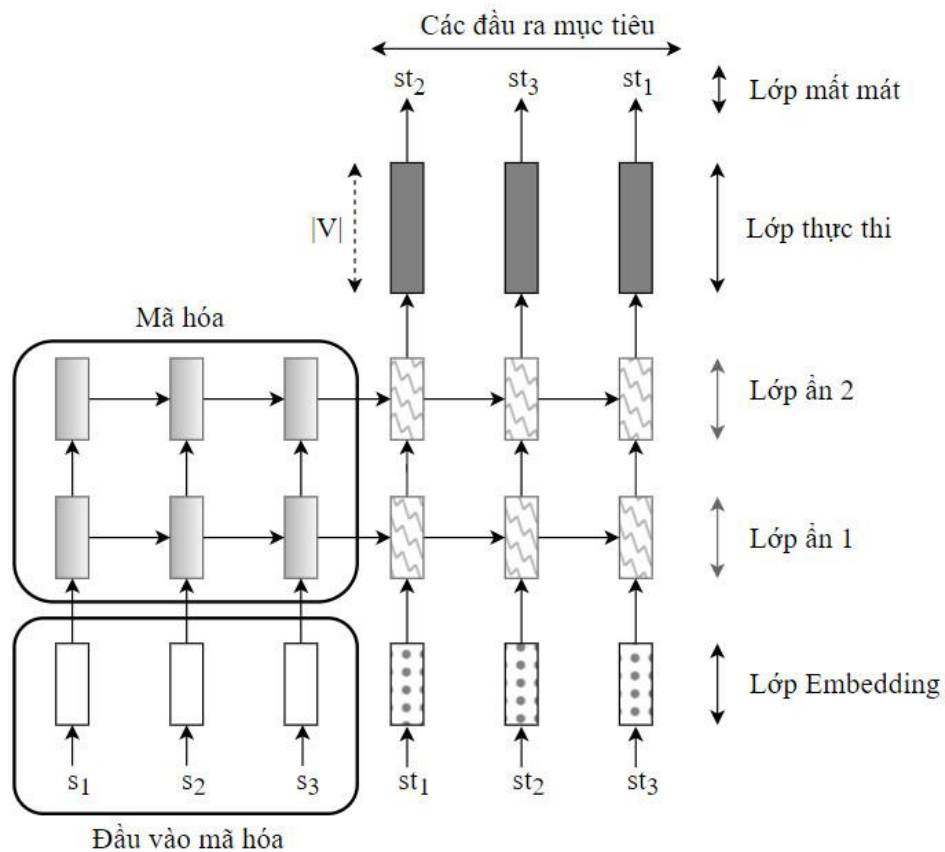 Các đầu ra mục tiêu
st₂ st₃ st₁ Lớp mất mát
|V| Lớp thực thi
Mã hóa
Lớp ẩn 2
Lớp ẩn 1
Lớp Embedding
s₁ s₂ s₃ st₁ st₂ st₃
Đầu vào mã hóa